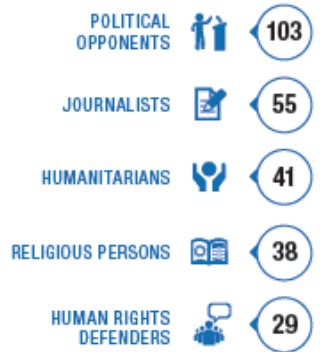 POLITICAL
OPPONENTS
103
JOURNALISTS
55
HUMANITARIANS
41
RELIGIOUS PERSONS
38
HUMAN RIGHTS
DEFENDERS
29